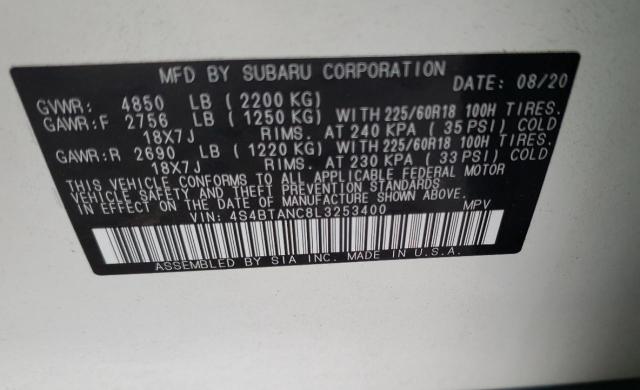 MFD BY SUBARU CORPORATION DATE: 08/20
GVWR: 4850 LB (2200 KG)
GAWR:F 2756 LB (1250 KG) WITH 225/60R18 100H TIRES.
18X7J RIMS. AT 240 KPA (35 PSI) COLD
GAWR:R 2690 LB (1220 KG) WITH 225/60R18 100H TIRES.
18X7J RIMS. AT 230 KPA (33 PSI) COLD
THIS VEHICLE CONFORMS TO ALL APPLICABLE FEDERAL MOTOR
VEHICLE SAFETY AND THEFT PREVENTION STANDARDS IN EFFECT
ON THE DATE OF MANUFACTURE SHOWN ABOVE.
VIN: 4S4BTANC8L3253400 MPV
ASSEMBLED BY SIA INC. MADE IN U.S.A.